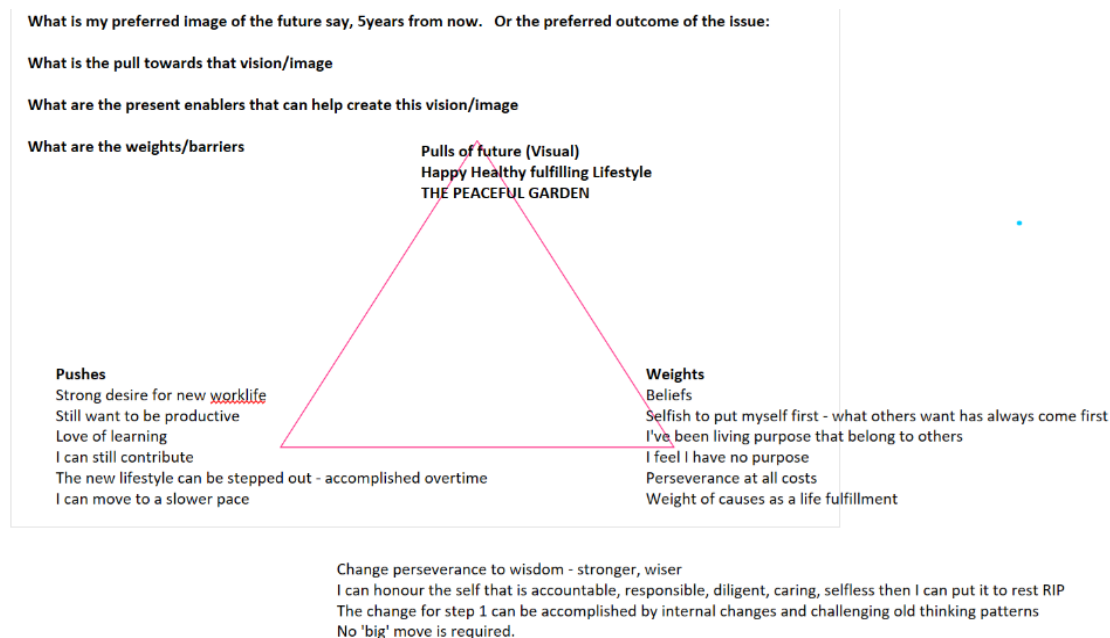 What is my preferred image of the future say, 5years from now.   Or the preferred outcome of the issue:
What is the pull towards that vision/image
What are the present enablers that can help create this vision/image
What are the weights/barriers
Pulls of future (Visual)
Happy Healthy fulfilling Lifestyle
THE PEACEFUL GARDEN
Pushes
Strong desire for new worklife
Still want to be productive
Love of learning
I can still contribute
The new lifestyle can be stepped out - accomplished overtime
I can move to a slower pace
Weights
Beliefs
Selfish to put myself first - what others want has always come first
I've been living purpose that belong to others
I feel I have no purpose
Perseverance at all costs
Weight of causes as a life fulfillment
Change perseverance to wisdom - stronger, wiser
I can honour the self that is accountable, responsible, diligent, caring, selfless then I can put it to rest RIP
The change for step 1 can be accomplished by internal changes and challenging old thinking patterns
No 'big' move is required.